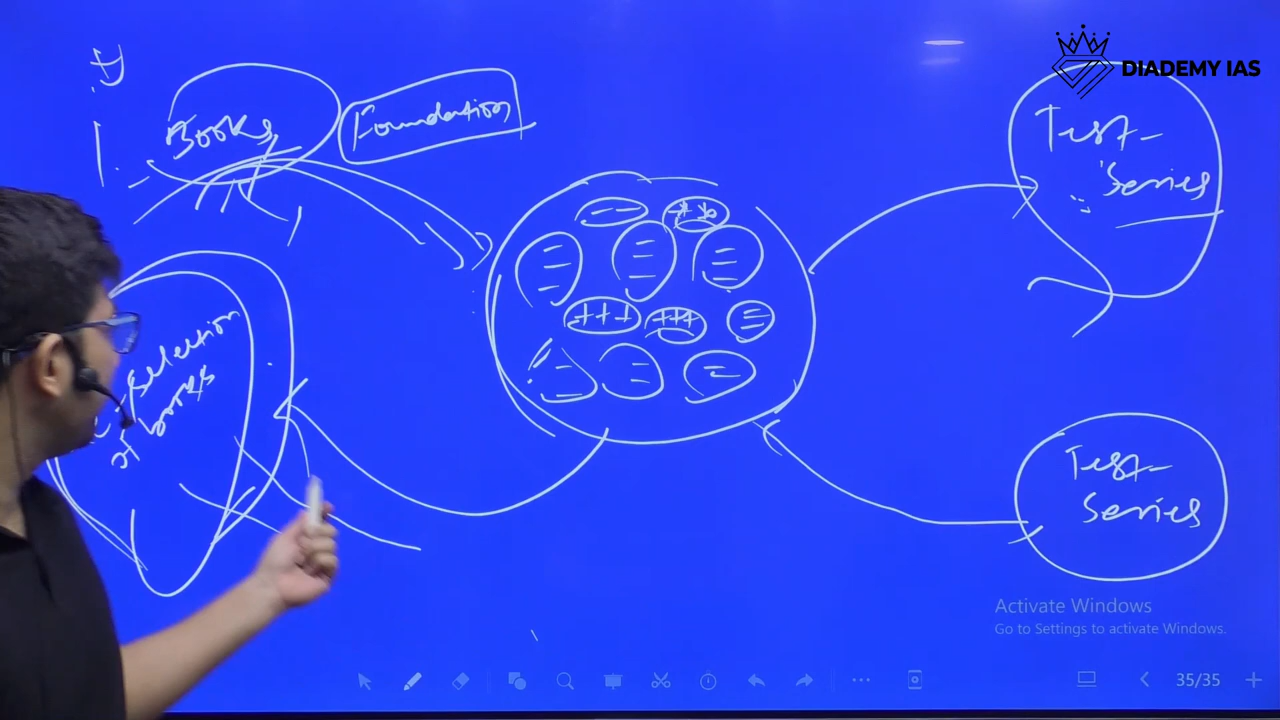 DIADEMY IAS
Books
Foundation
Test-
Series
+++
+++
selection
of books
Test-
Series
Activate Windows
Go to Settings to activate Windows.
35/35